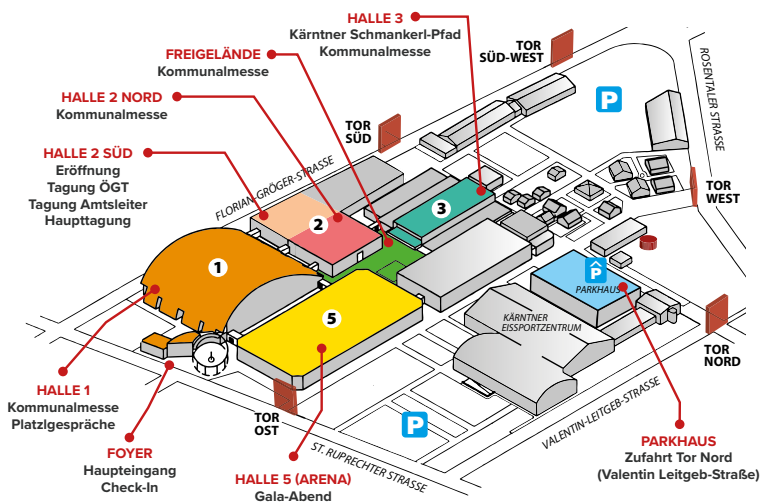 HALLE 3
Kärntner Schmankerl-Pfad
Kommunalmesse
FREIGELÄNDE
Kommunalmesse
HALLE 2 NORD
Kommunalmesse
HALLE 2 SÜD
Eröffnung
Tagung ÖGT
Tagung Amtsleiter
Haupttagung
TOR
SÜD-WEST
ROSENTALER STRASSE
P
TOR
SÜD
FLORIAN-GRÖGER-STRASSE
TOR
WEST
1
2
3
5
P
PARKHAUS
KÄRNTNER
EISSPORTZENTRUM
TOR
NORD
HALLE 1
Kommunalmesse
Platzlgespräche
FOYER
Haupteingang
Check-In
TOR
OST
HALLE 5 (ARENA)
Gala-Abend
ST. RUPRECHTER STRASSE
P
VALENTIN-LEITGEB-STRASSE
PARKHAUS
Zufahrt Tor Nord
(Valentin Leitgeb-Straße)